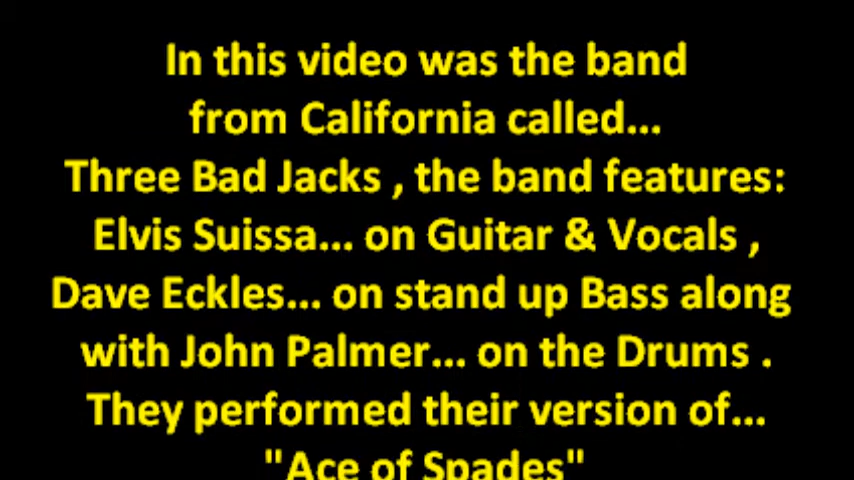 In this video was the band
from California called...
Three Bad Jacks , the band features:
Elvis Suissa... on Guitar & Vocals ,
Dave Eckles... on stand up Bass along
with John Palmer... on the Drums .
They performed their version of...
"Ace of Spades"